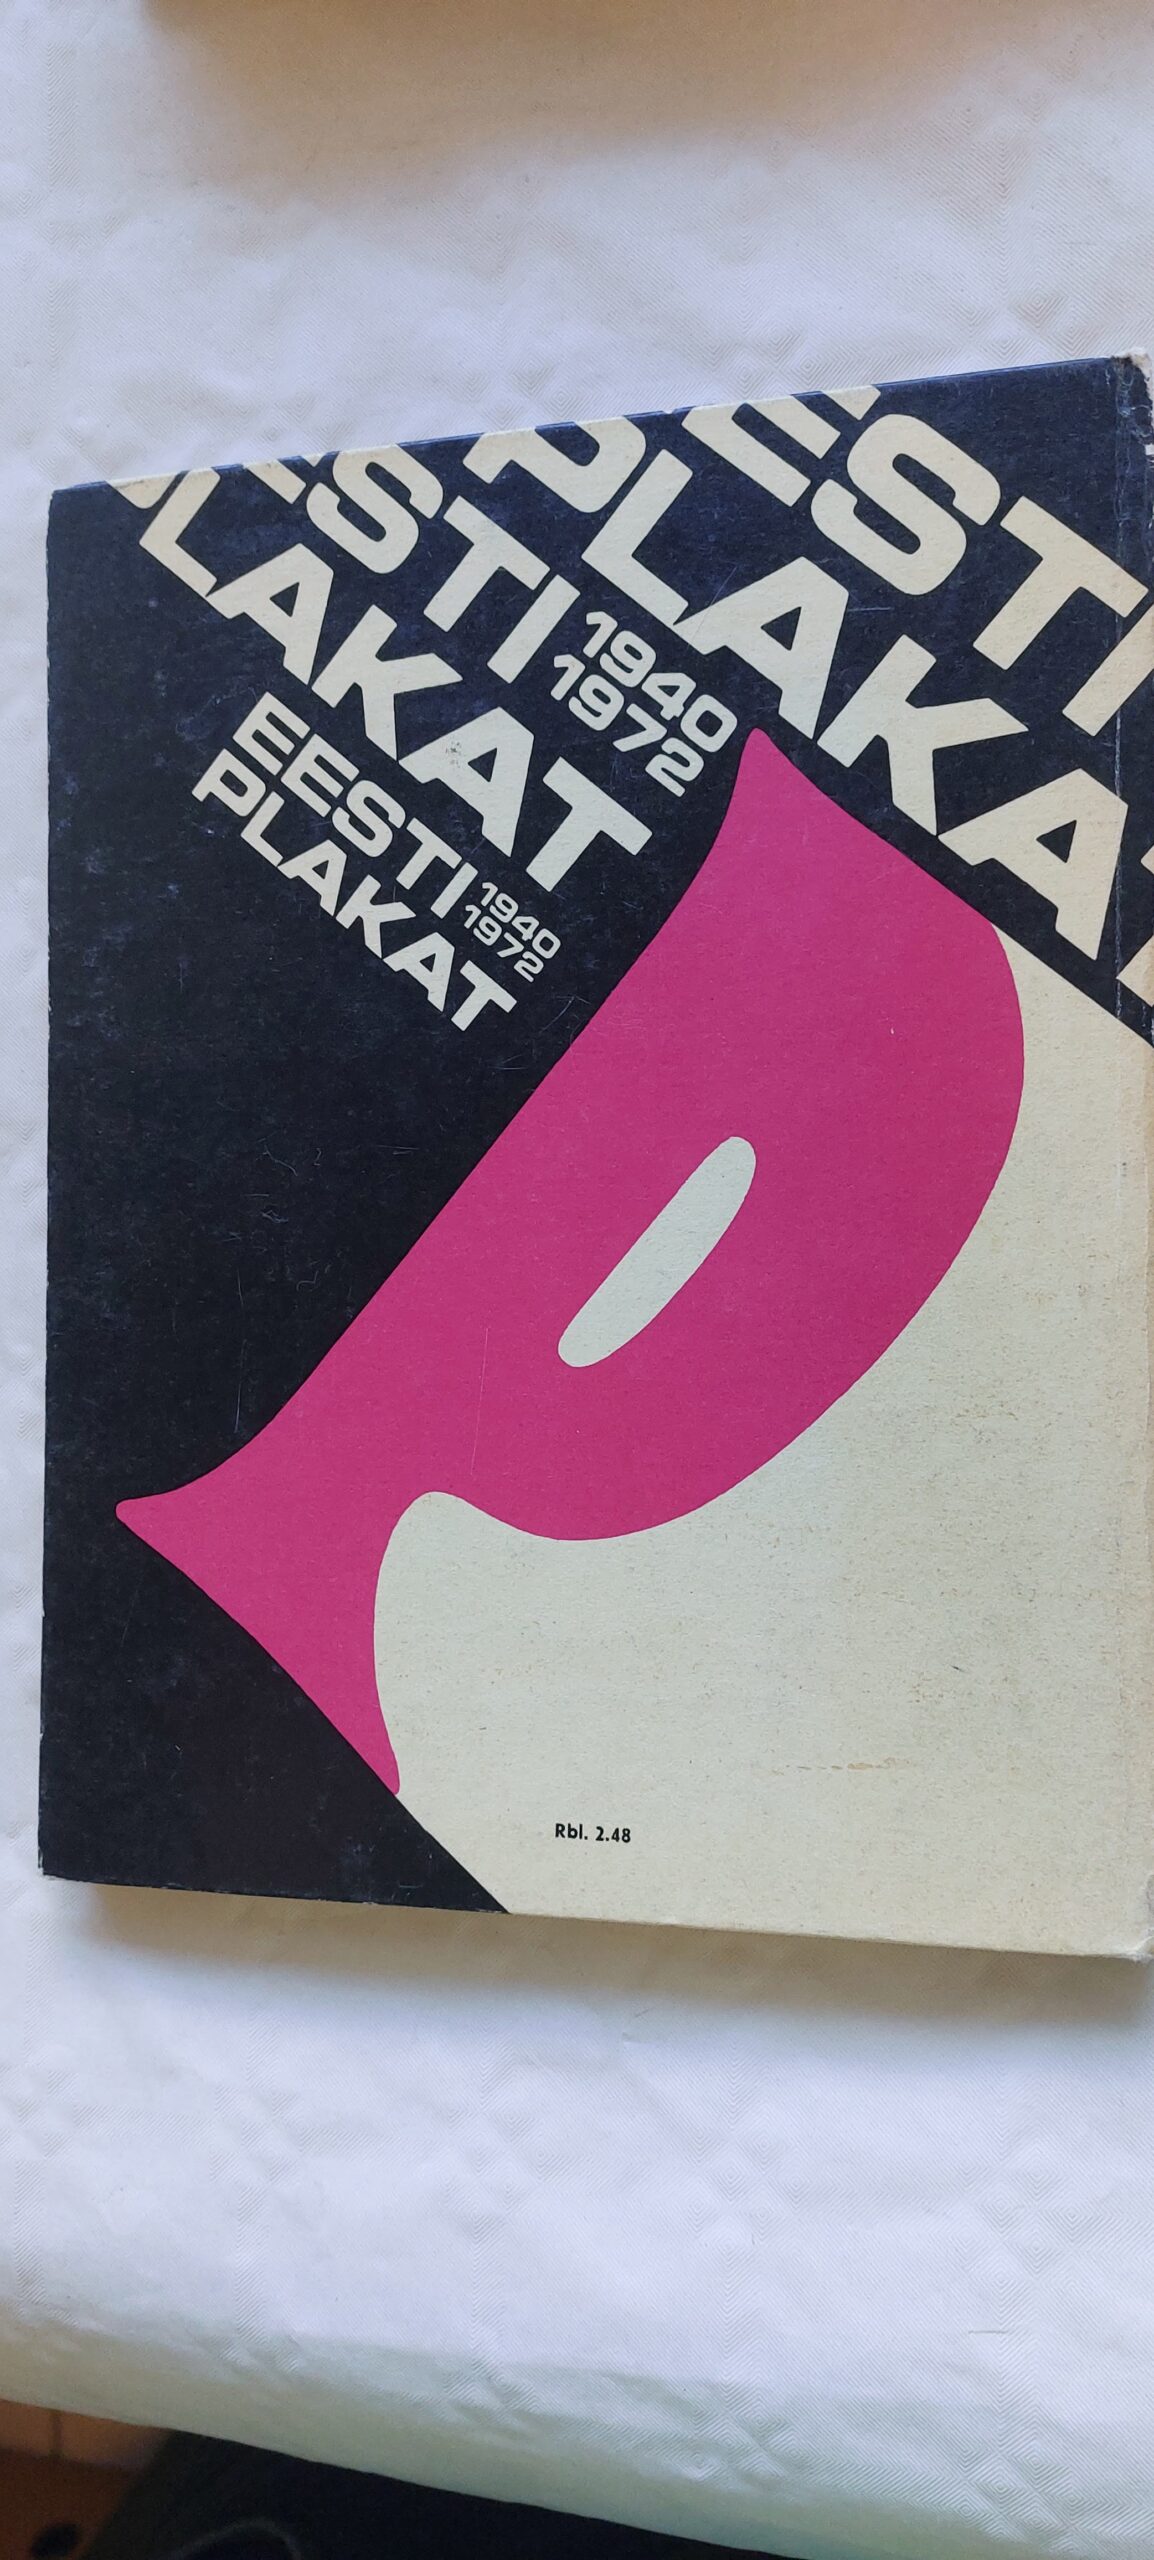 EESTI
PLAKAT
EESTI 1940
1972
PLAKAT
EESTI 1940
1972
PLAKAT
P
Rbl. 2.48